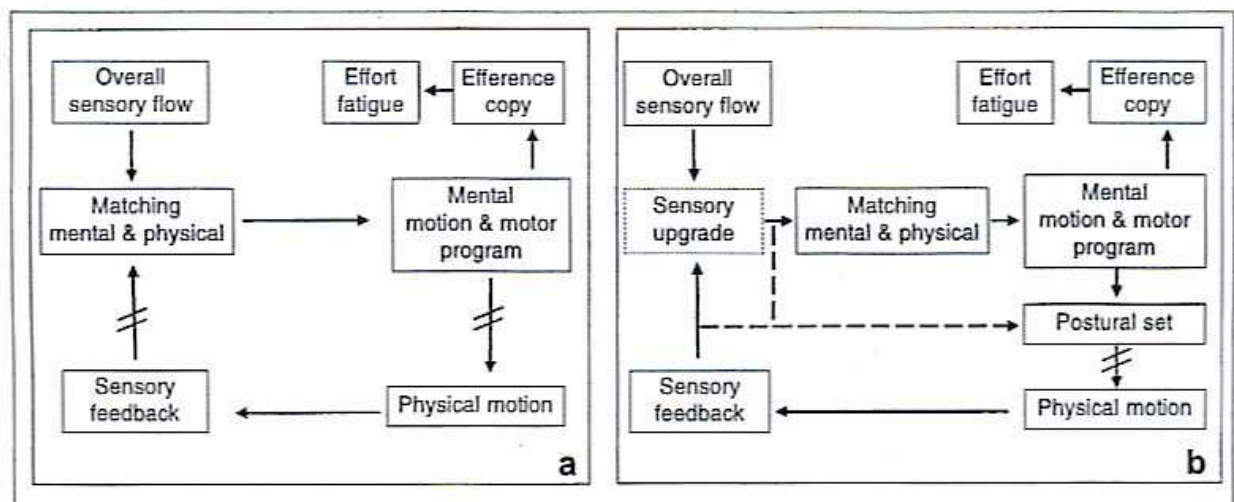 Overall
sensory flow
Effort
fatigue
Efference
copy
Matching
mental & physical
Mental
motion & motor
program
Sensory
feedback
Physical motion
a
Overall
sensory flow
Effort
fatigue
Efference
copy
Sensory
upgrade
Matching
mental & physical
Mental
motion & motor
program
Postural set
Sensory
feedback
Physical motion
b